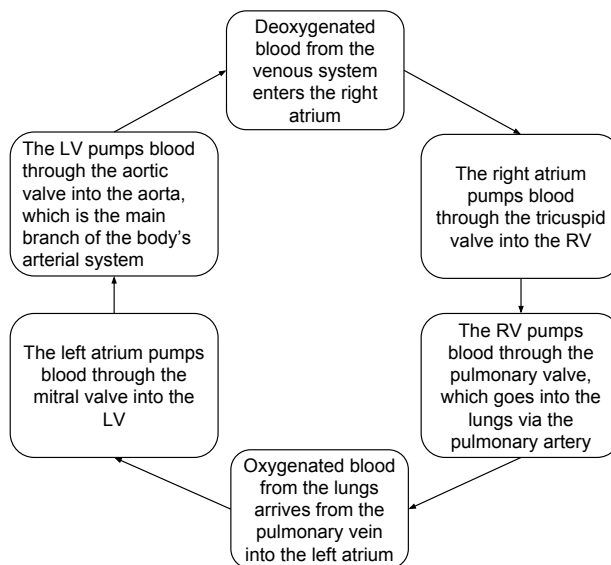 Deoxygenated
blood from the
venous system
enters the right
atrium
The right atrium
pumps blood
through the tricuspid
valve into the RV
The RV pumps
blood through the
pulmonary valve,
which goes into the
lungs via the
pulmonary artery
Oxygenated blood
from the lungs
arrives from the
pulmonary vein
into the left atrium
The left atrium pumps
blood through the
mitral valve into the
LV
The LV pumps blood
through the aortic
valve into the aorta,
which is the main
branch of the body's
arterial system